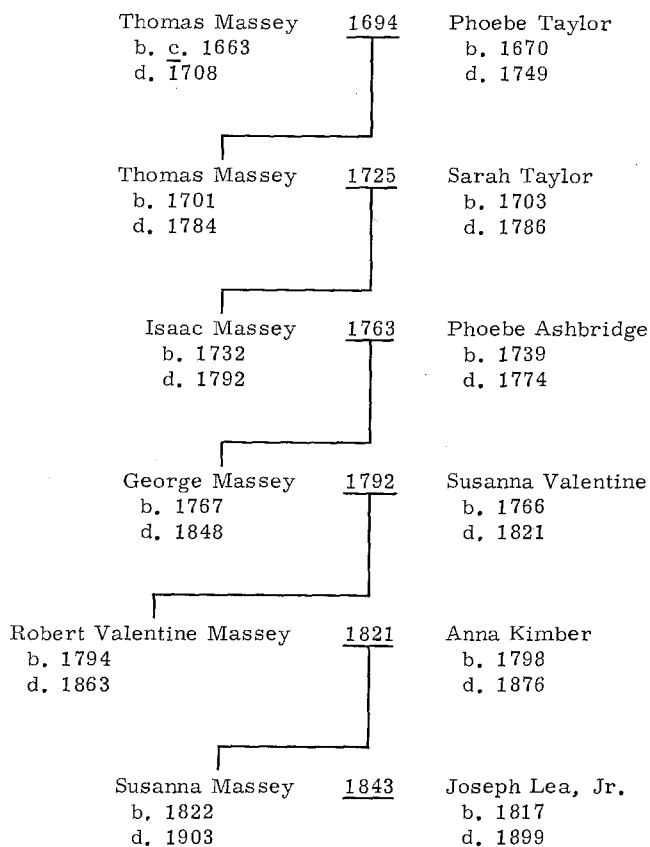 Thomas Massey 1694 Phoebe Taylor
b. c. 1663 b. 1670
d. 1708 d. 1749
Thomas Massey 1725 Sarah Taylor
b. 1701 b. 1703
d. 1784 d. 1786
Isaac Massey 1763 Phoebe Ashbridge
b. 1732 b. 1739
d. 1792 d. 1774
George Massey 1792 Susanna Valentine
b. 1767 b. 1766
d. 1848 d. 1821
Robert Valentine Massey 1821 Anna Kimber
b. 1794 b. 1798
d. 1863 d. 1876
Susanna Massey 1843 Joseph Lea, Jr.
b. 1822 b. 1817
d. 1903 d. 1899